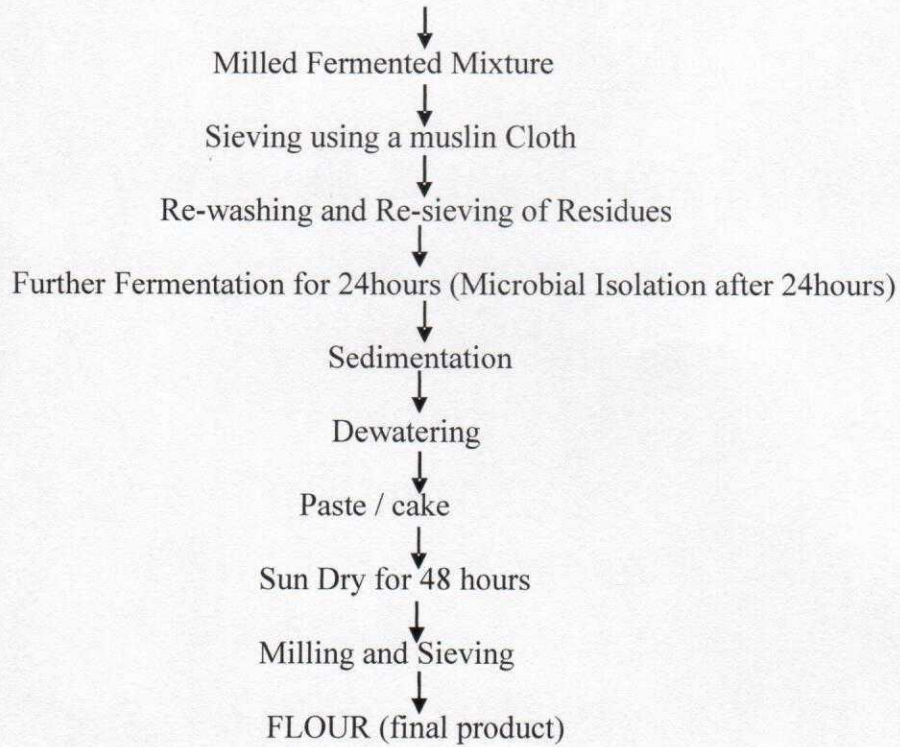 Milled Fermented Mixture
Sieving using a muslin Cloth
Re-washing and Re-sieving of Residues
Further Fermentation for 24hours (Microbial Isolation after 24hours)
Sedimentation
Dewatering
Paste / cake
Sun Dry for 48 hours
Milling and Sieving
FLOUR (final product)